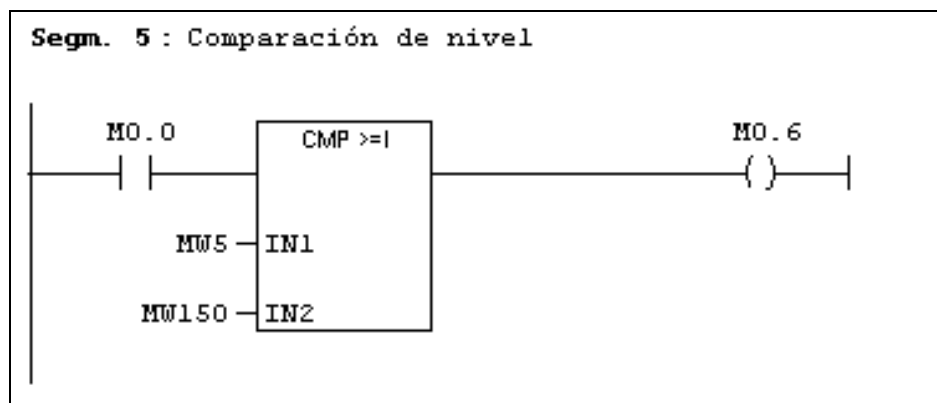 Segm. 5 : Comparación de nivel
M0.0
CMP >=I
M0.6
MW5
IN1
MW150
IN2